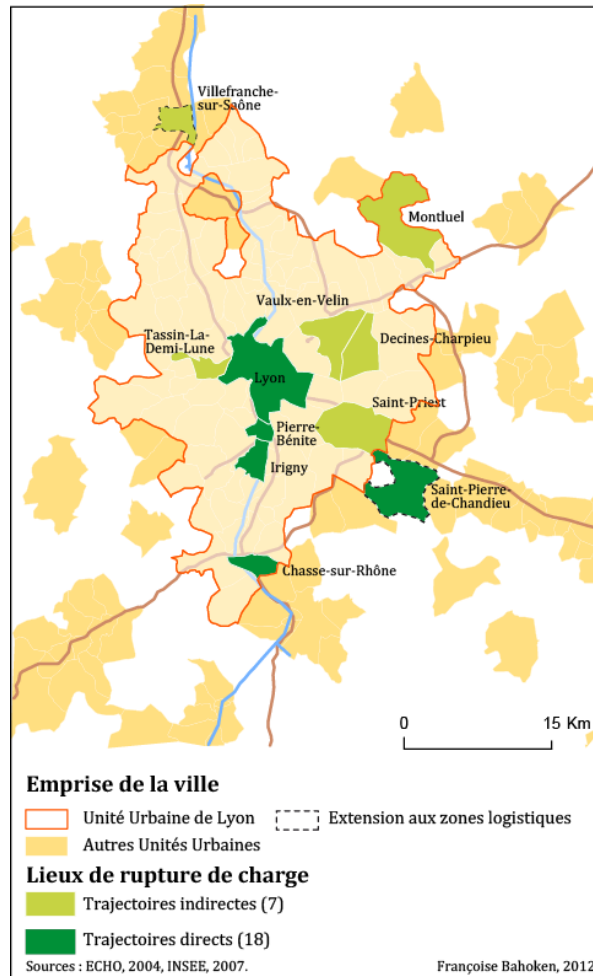 Villefranche-
sur-Saône
Montluel
Vaulx-en-Velin
Tassin-La-
Demi-Lune
Decines-Charpieu
Lyon
Saint-Priest
Pierre-
Bénite
Irigny
Saint-Pierre-
de-Chandieu
Chasse-sur-Rhône
0 15 Km
Emprise de la ville
Unité Urbaine de Lyon Extension aux zones logistiques
Autres Unités Urbaines
Lieux de rupture de charge
Trajectoires indirectes (7)
Trajectoires directs (18)
Sources : ECHO, 2004, INSEE, 2007. Françoise Bahoken, 2012